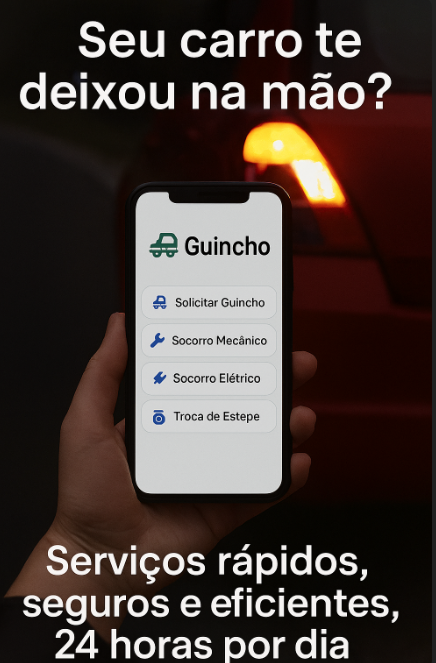 Seu carro te
deixou na mão?
Guincho
Solicitar Guincho
Socorro Mecânico
Socorro Elétrico
Troca de Estepe
Serviços rápidos,
seguros e eficientes,
24 horas por dia